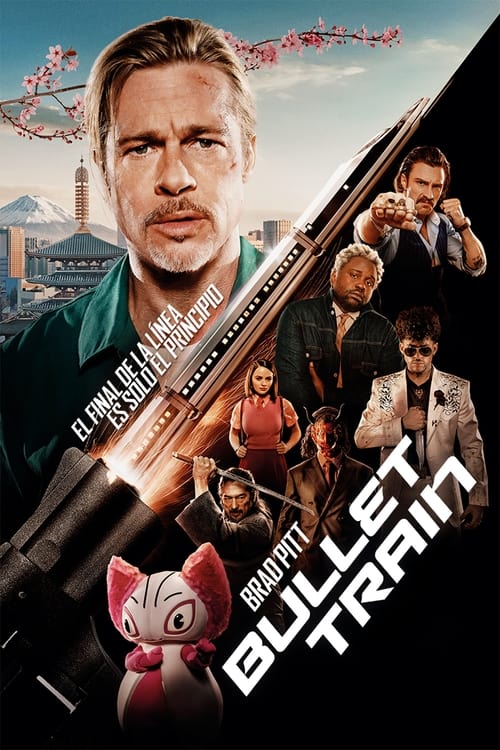 EL FINAL DE LA LÍNEA
ES SOLO EL PRINCIPIO
BRAD PITT
BULLET
TRAIN